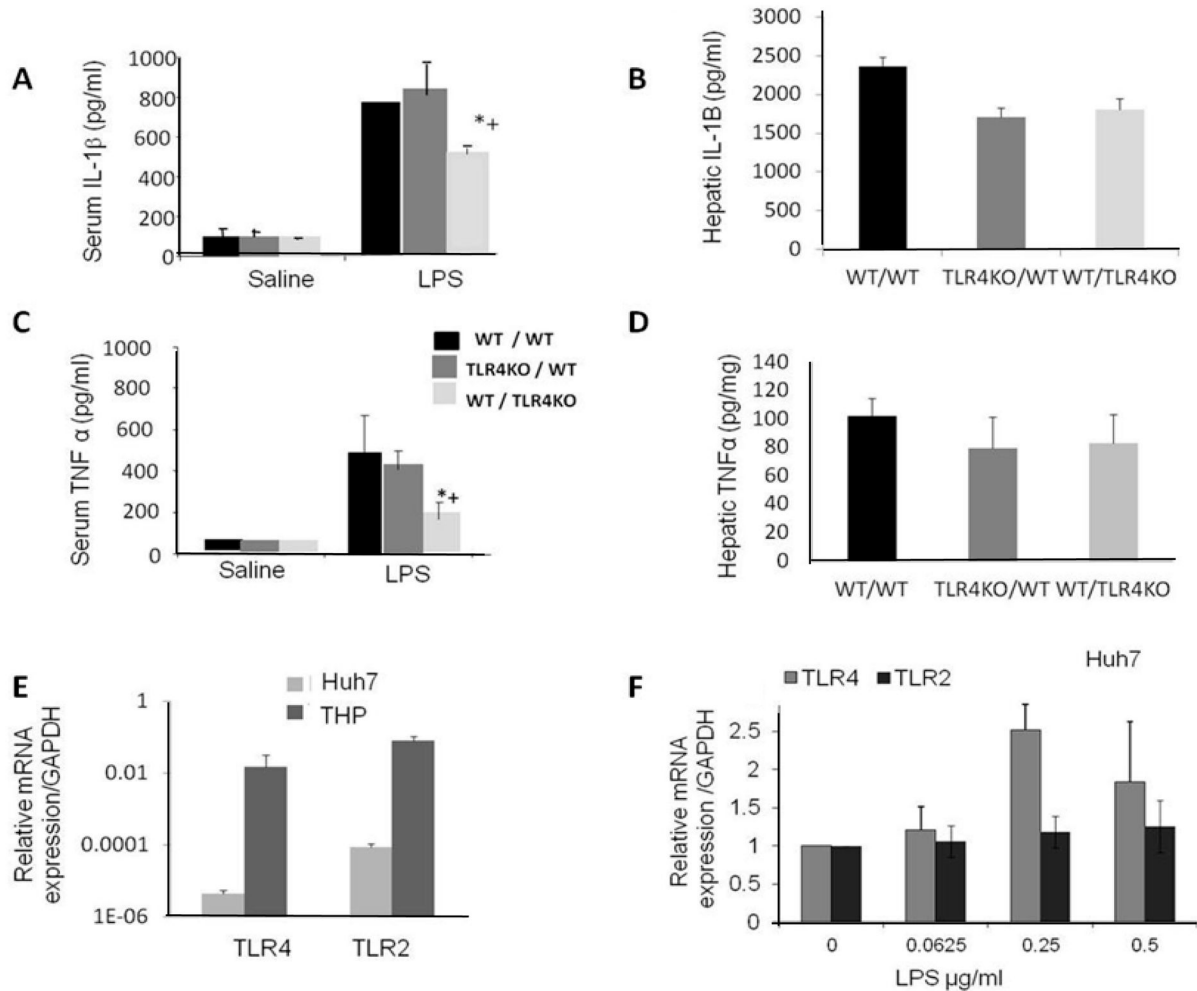 A
Serum IL-1β (pg/ml)
1000
800
600
400
200
0
*+
Saline
LPS
B
Hepatic IL-1B (pg/ml)
3000
2500
2000
1500
1000
500
0
WT/WT
TLR4KO/WT
WT/TLR4KO
C
Serum TNF α (pg/ml)
1000
800
600
400
200
0
WT / WT
TLR4KO / WT
WT / TLR4KO
*+
Saline
LPS
D
Hepatic TNFα (pg/mg)
140
120
100
80
60
40
20
0
WT/WT
TLR4KO/WT
WT/TLR4KO
E
Relative mRNA
expression/GAPDH
Huh7
THP
1
0.01
0.0001
1E-06
TLR4
TLR2
F
Huh7
TLR4
TLR2
Relative mRNA
expression /GAPDH
2.5
2
1.5
1
0.5
0
0
0.0625
0.25
0.5
LPS µg/ml